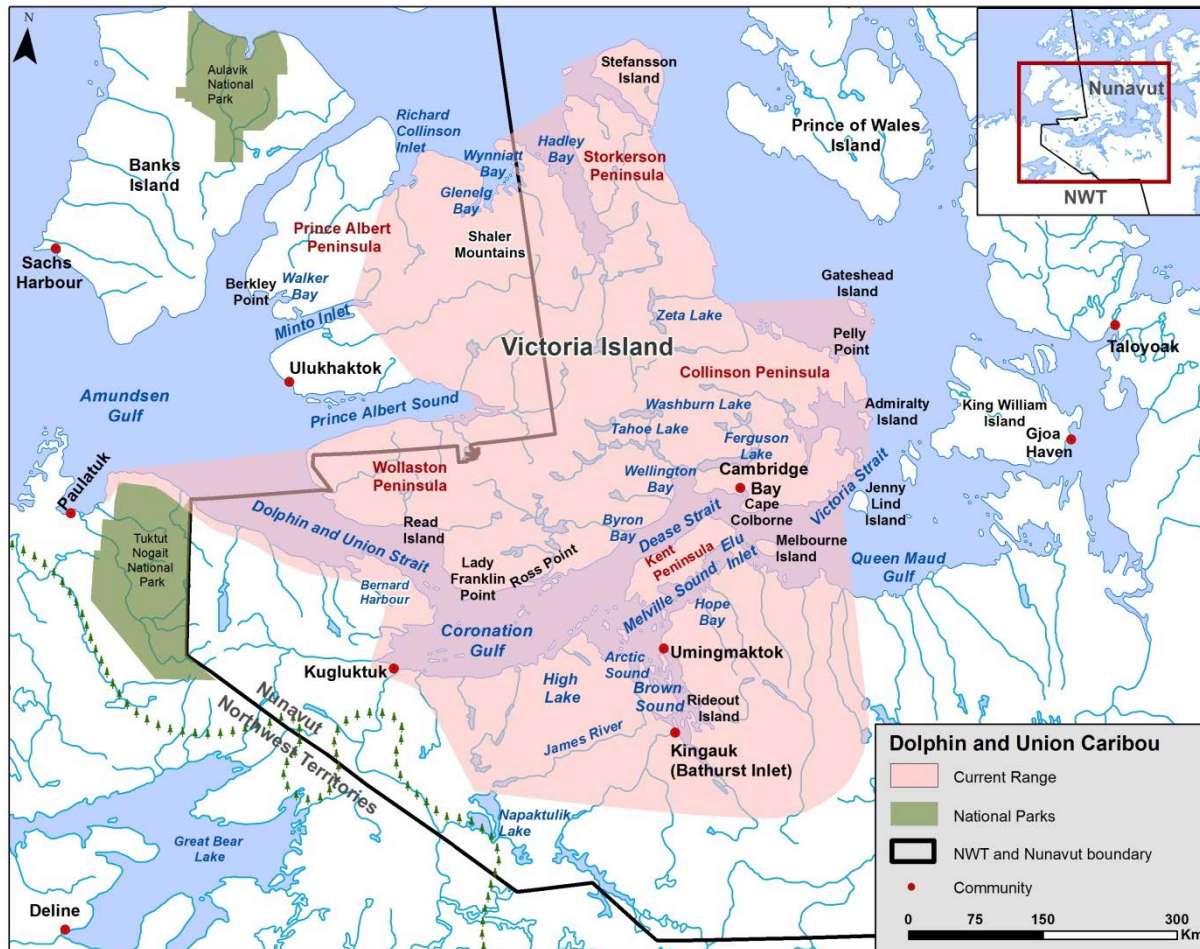 N
Aulavik
National
Park
Banks
Island
Sachs
Harbour
Richard
Collinson
Inlet
Wynniatt
Bay
Hadley
Bay
Glenelg
Bay
Stefansson
Island
Storkerson
Peninsula
Prince of Wales
Island
Nunavut
NWT
Prince Albert
Peninsula
Shaler
Mountains
Berkley
Point
Walker
Bay
Minto Inlet
Gateshead
Island
Zeta Lake
Pelly
Point
Taloyoak
Victoria Island
Ulukhaktok
Collinson Peninsula
Amundsen
Gulf
Prince Albert Sound
Washburn Lake
Admiralty
Island
King William
Island
Gjoa
Haven
Tahoe Lake
Ferguson
Lake
Paulatuk
Wollaston
Peninsula
Wellington
Bay
Cambridge
Bay
Cape
Colborne
Victoria Strait
Jenny
Lind
Island
Tuktut
Nogait
National
Park
Dolphin and Union Strait
Read
Island
Byron
Bay
Dease Strait
Kent
Peninsula
Elu
Inlet
Melbourne
Island
Queen Maud
Gulf
Bernard
Harbour
Lady
Franklin
Point
Ross Point
Melville Sound
Hope
Bay
Coronation
Gulf
Umingmaktok
Kugluktuk
Arctic
Sound
High
Lake
Brown
Sound
Rideout
Island
James River
Kingauk
(Bathurst Inlet)
Nunavut
Northwest Territories
Napaktulik
Lake
Great Bear
Lake
Deline
Dolphin and Union Caribou
Current Range
National Parks
NWT and Nunavut boundary
Community
0 75 150 300
Km